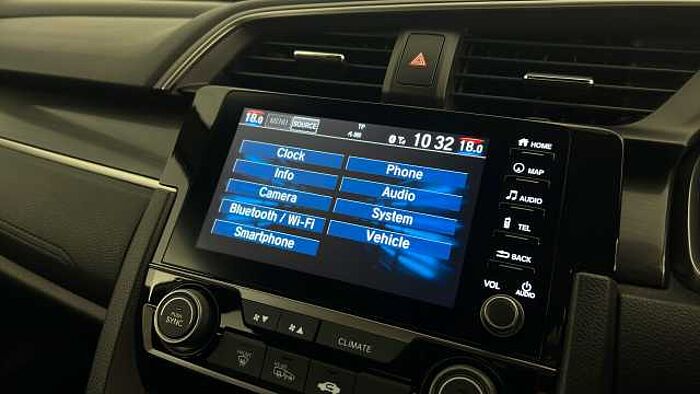 18.0 MENU SOURCE TP 10 32 18.0
Clock
Info
Camera
Bluetooth / Wi-Fi
Smartphone
Phone
Audio
System
Vehicle
HOME
MAP
AUDIO
TEL
BACK
VOL
AUDIO
PUSH
SYNC
CLIMATE